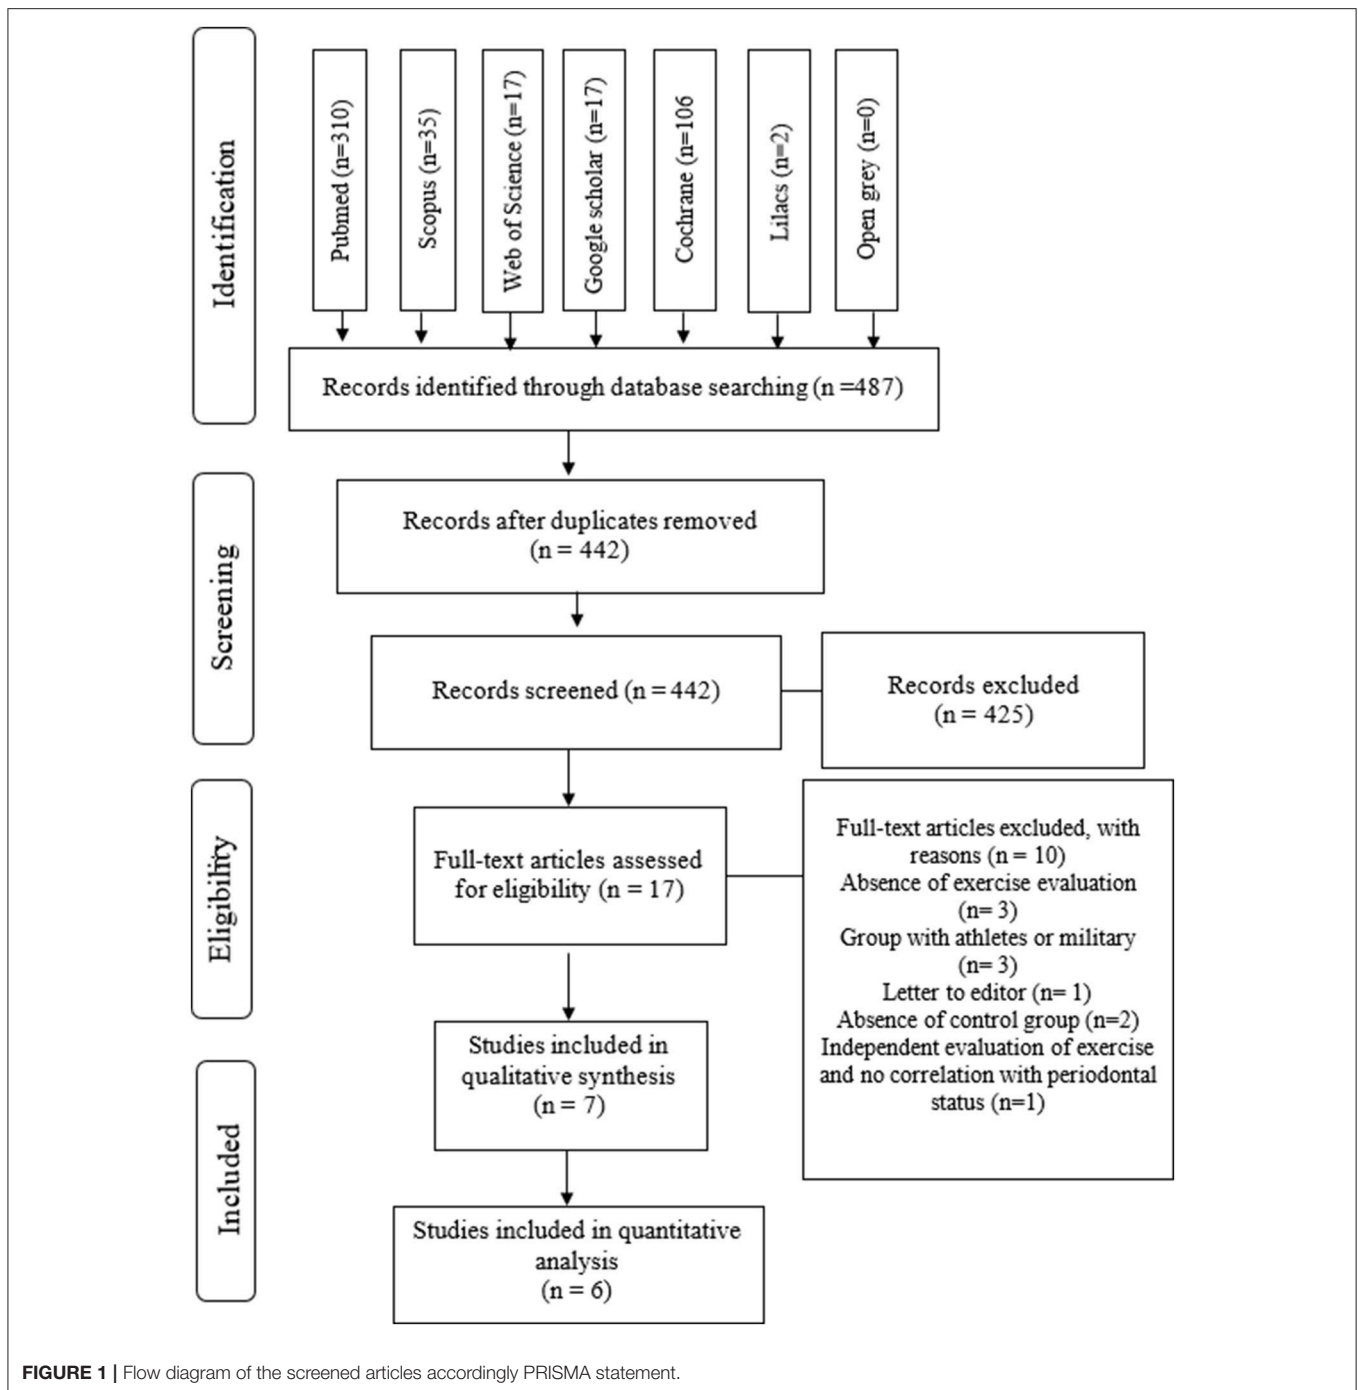 Identification
Pubmed (n=310)
Scopus (n=35)
Web of Science (n=17)
Google scholar (n=17)
Cochrane (n=106
Lilacs (n=2)
Open grey (n=0)
Records identified through database searching (n =487)
Screening
Records after duplicates removed
(n = 442)
Records screened (n = 442)
Records excluded
(n = 425)
Eligibility
Full-text articles assessed
for eligibility (n = 17)
Full-text articles excluded, with
reasons (n = 10)
Absence of exercise evaluation
(n= 3)
Group with athletes or military
(n= 3)
Letter to editor (n= 1)
Absence of control group (n=2)
Independent evaluation of exercise
and no correlation with periodontal
status (n=1)
Included
Studies included in
qualitative synthesis
(n = 7)
Studies included in quantitative
analysis
(n = 6)
FIGURE 1 | Flow diagram of the screened articles accordingly PRISMA statement.